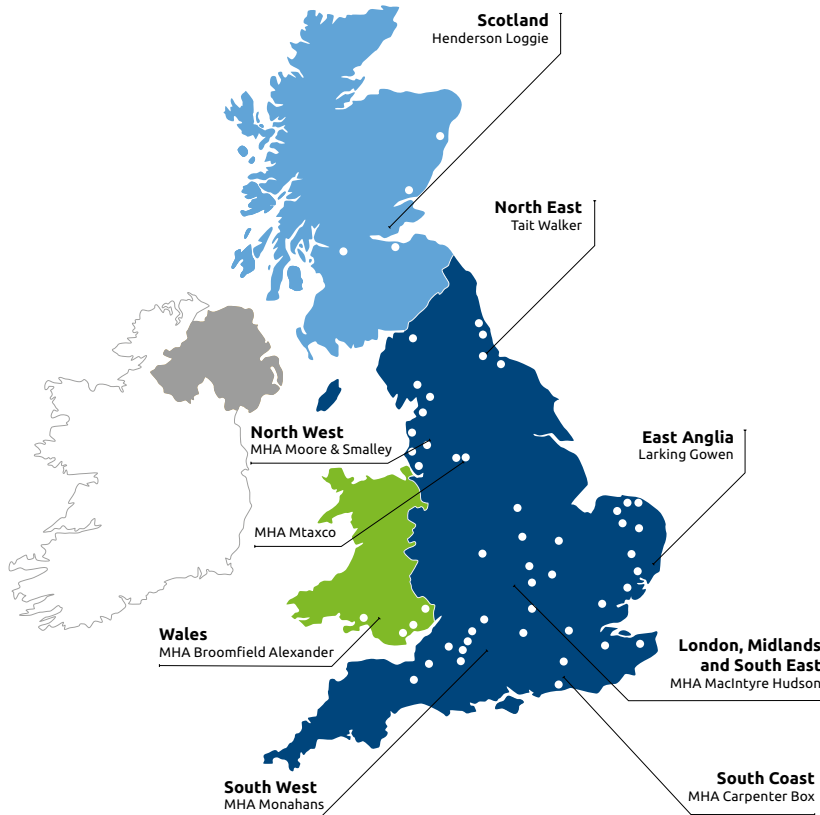 Scotland
Henderson Loggie
North East
Tait Walker
North West
MHA Moore & Smalley
East Anglia
Larking Gowen
MHA Mtaxco
Wales
MHA Broomfield Alexander
London, Midlands
and South East
MHA MacIntyre Hudson
South West
MHA Monahans
South Coast
MHA Carpenter Box